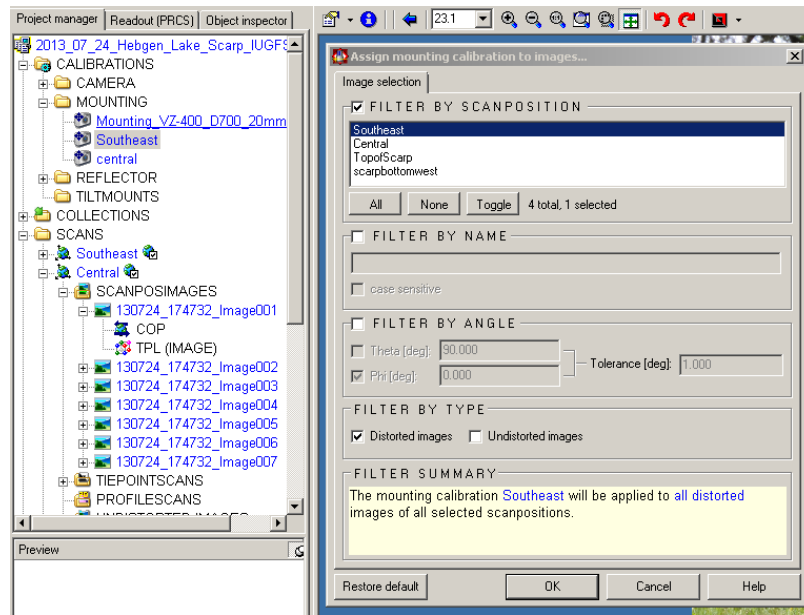 Project manager Readout (PRCS) Object inspector
2013_07_24_Hebgen_Lake_Scarp_IUGFS
CALIBRATIONS
CAMERA
MOUNTING
Mounting_VZ-400_D700_20mm
Southeast
central
REFLECTOR
TILTMOUNTS
COLLECTIONS
SCANS
Southeast
Central
SCANPOSIMAGES
130724_174732_Image001
COP
TPL (IMAGE)
130724_174732_Image002
130724_174732_Image003
130724_174732_Image004
130724_174732_Image005
130724_174732_Image006
130724_174732_Image007
TIEPOINTSCANS
PROFILESCANS
UNDISTORTED IMAGES
Preview
23.1
Assign mounting calibration to images...
Image selection
FILTER BY SCANPOSITION
Southeast
Central
TopofScarp
scarpbottomwest
All None Toggle 4 total, 1 selected
FILTER BY NAME
case sensitive
FILTER BY ANGLE
Theta [deg]: 90.000
Tolerance [deg]: 1.000
Phi [deg]: 0.000
FILTER BY TYPE
Distorted images Undistorted images
FILTER SUMMARY
The mounting calibration Southeast will be applied to all distorted
images of all selected scanpositions.
Restore default OK Cancel Help